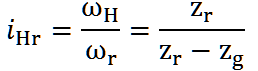 i_Hr = ω_H / ω_r = z_r / (z_r − z_g)